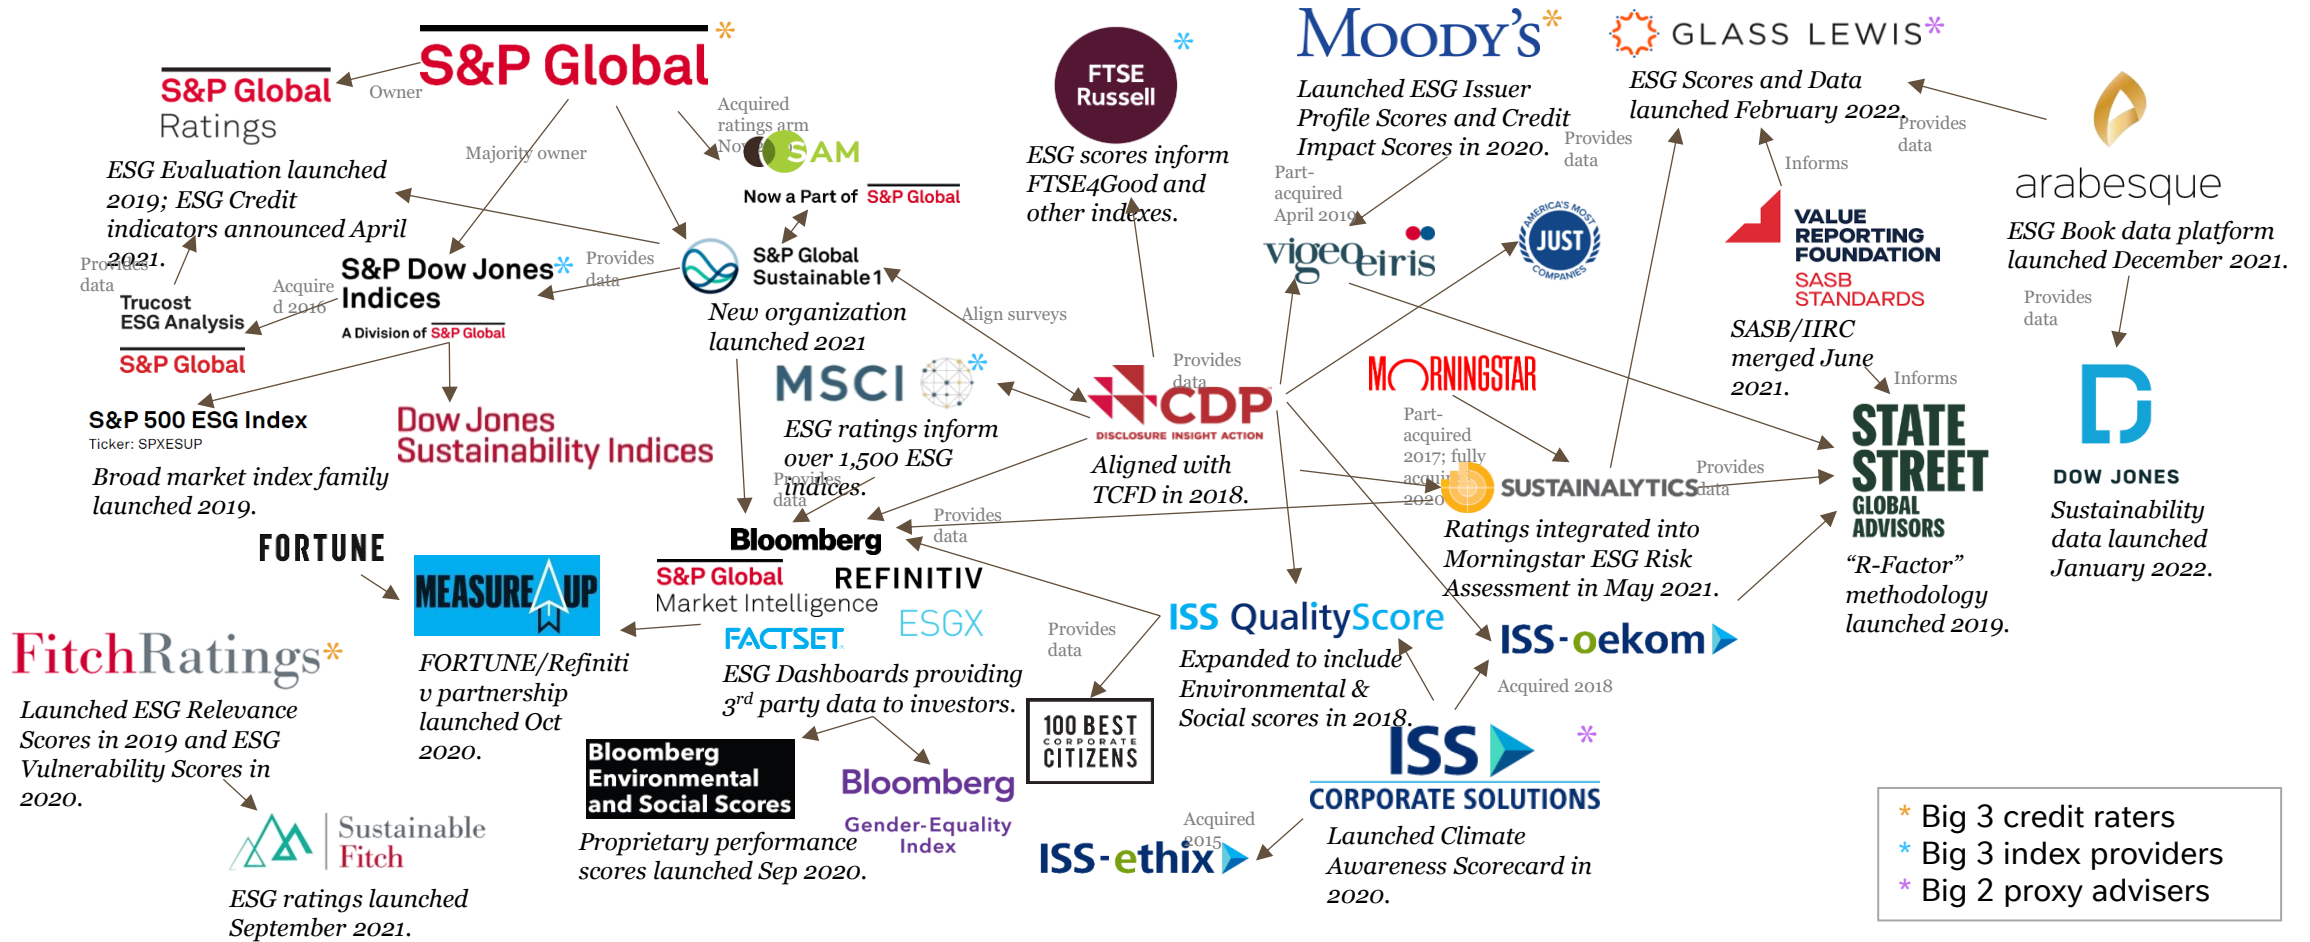 S&P Global *
S&P Global
Ratings
Owner
ESG Evaluation launched
2019; ESG Credit
indicators announced April
2021.
Majority owner
Acquired
ratings arm
SAM
Now a Part of S&P Global
Provides
data
Trucost
ESG Analysis
S&P Global
Acquire
d 2016
S&P Dow Jones *
Indices
A Division of S&P Global
Provides
data
S&P Global
Sustainable1
New organization
launched 2021
Align surveys
S&P 500 ESG Index
Ticker: SPXESUP
Broad market index family
launched 2019.
Dow Jones
Sustainability Indices
FTSE
Russell
*
ESG scores inform
FTSE4Good and
other indexes.
MOODY'S *
Launched ESG Issuer
Profile Scores and Credit
Impact Scores in 2020.
Part-
acquired
April 2019
vigeoeiris
Provides
data
AMERICA'S MOST
JUST
COMPANIES
GLASS LEWIS *
ESG Scores and Data
launched February 2022.
Provides
data
Informs
VALUE
REPORTING
FOUNDATION
SASB
STANDARDS
SASB/IIRC
merged June
2021.
Informs
arabesque
ESG Book data platform
launched December 2021.
Provides
data
DOW JONES
Sustainability
data launched
January 2022.
MSCI *
ESG ratings inform
over 1,500 ESG
indices.
Provides
data
Provides
data
CDP
DISCLOSURE INSIGHT ACTION
Aligned with
TCFD in 2018.
MORNINGSTAR
Part-
acquired
2017; fully
acquired
2020
SUSTAINALYTICS
Provides
data
Ratings integrated into
Morningstar ESG Risk
Assessment in May 2021.
STATE
STREET
GLOBAL
ADVISORS
“R-Factor”
methodology
launched 2019.
FORTUNE
MEASURE UP
FORTUNE/Refiniti
v partnership
launched Oct
2020.
Bloomberg
S&P Global
Market Intelligence
REFINITIV
FACTSET
ESGX
ESG Dashboards providing
3rd party data to investors.
Provides
data
Bloomberg
Environmental
and Social Scores
Proprietary performance
scores launched Sep 2020.
Bloomberg
Gender-Equality
Index
Provides
data
100 BEST
CORPORATE
CITIZENS
ISS QualityScore
Expanded to include
Environmental &
Social scores in 2018.
ISS-oekom
Acquired 2018
ISS *
CORPORATE SOLUTIONS
Launched Climate
Awareness Scorecard in
2020.
Acquired
2015
ISS-ethix
FitchRatings *
Launched ESG Relevance
Scores in 2019 and ESG
Vulnerability Scores in
2020.
Sustainable
Fitch
ESG ratings launched
September 2021.
* Big 3 credit raters
* Big 3 index providers
* Big 2 proxy advisers